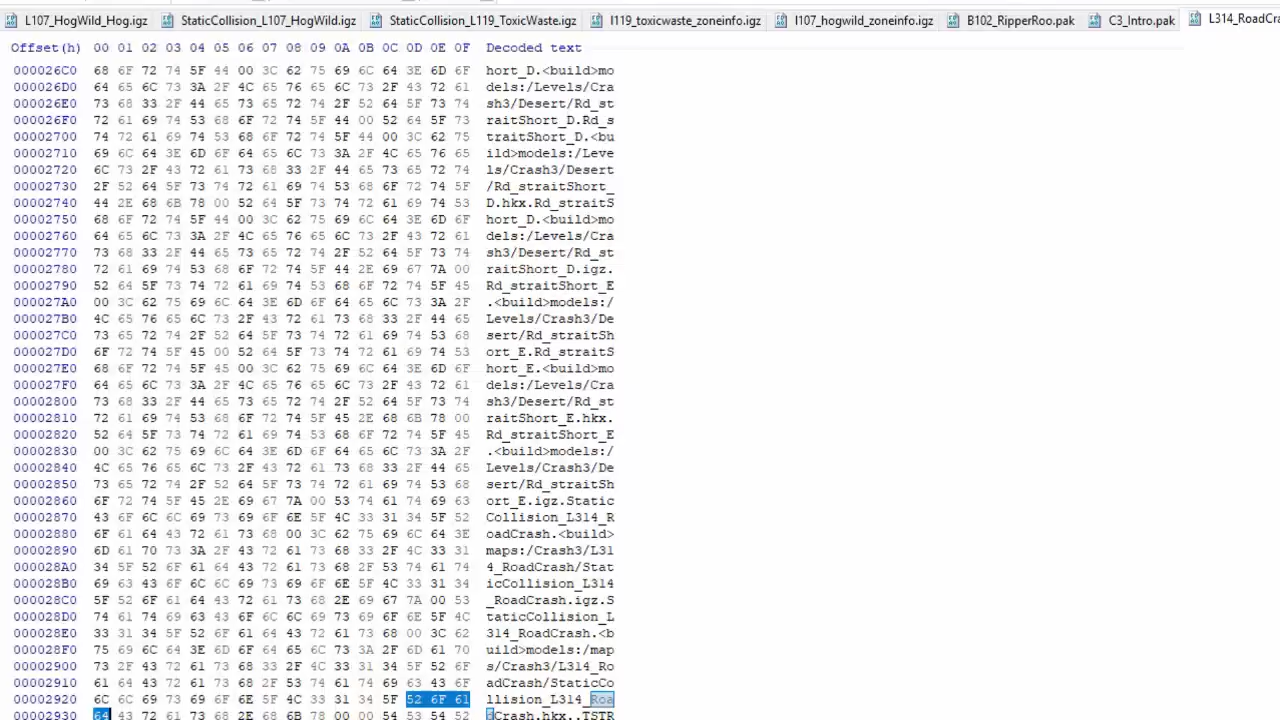 L107_HogWild_Hog.igz StaticCollision_L107_HogWild.igz StaticCollision_L119_ToxicWaste.igz l119_toxicwaste_zoneinfo.igz l107_hogwild_zoneinfo.igz B102_RipperRoo.pak C3_Intro.pak L314_RoadCra
Offset(h) 00 01 02 03 04 05 06 07 08 09 0A 0B 0C 0D 0E 0F Decoded text
000026C0 68 6F 72 74 5F 44 00 3C 62 75 69 6C 64 3E 6D 6F hort_D.<build>mo
000026D0 64 65 6C 73 3A 2F 4C 65 76 65 6C 73 2F 43 72 61 dels:/Levels/Cra
000026E0 73 68 33 2F 44 65 73 65 72 74 2F 52 64 5F 73 74 sh3/Desert/Rd_st
000026F0 72 61 69 74 53 68 6F 72 74 5F 44 00 52 64 5F 73 raitShort_D.Rd_s
00002700 74 72 61 69 74 53 68 6F 72 74 5F 44 00 3C 62 75 traitShort_D.<bu
00002710 69 6C 64 3E 6D 6F 64 65 6C 73 3A 2F 4C 65 76 65 ild>models:/Leve
00002720 6C 73 2F 43 72 61 73 68 33 2F 44 65 73 65 72 74 ls/Crash3/Desert
00002730 2F 52 64 5F 73 74 72 61 69 74 53 68 6F 72 74 5F /Rd_straitShort_
00002740 44 2E 68 6B 78 00 52 64 5F 73 74 72 61 69 74 53 D.hkx.Rd_straitS
00002750 68 6F 72 74 5F 44 00 3C 62 75 69 6C 64 3E 6D 6F hort_D.<build>mo
00002760 64 65 6C 73 3A 2F 4C 65 76 65 6C 73 2F 43 72 61 dels:/Levels/Cra
00002770 73 68 33 2F 44 65 73 65 72 74 2F 52 64 5F 73 74 sh3/Desert/Rd_st
00002780 72 61 69 74 53 68 6F 72 74 5F 44 2E 69 67 7A 00 raitShort_D.igz.
00002790 52 64 5F 73 74 72 61 69 74 53 68 6F 72 74 5F 45 Rd_straitShort_E
000027A0 00 3C 62 75 69 6C 64 3E 6D 6F 64 65 6C 73 3A 2F .<build>models:/
000027B0 4C 65 76 65 6C 73 2F 43 72 61 73 68 33 2F 44 65 Levels/Crash3/De
000027C0 73 65 72 74 2F 52 64 5F 73 74 72 61 69 74 53 68 sert/Rd_straitSh
000027D0 6F 72 74 5F 45 00 52 64 5F 73 74 72 61 69 74 53 ort_E.Rd_straitS
000027E0 68 6F 72 74 5F 45 00 3C 62 75 69 6C 64 3E 6D 6F hort_E.<build>mo
000027F0 64 65 6C 73 3A 2F 4C 65 76 65 6C 73 2F 43 72 61 dels:/Levels/Cra
00002800 73 68 33 2F 44 65 73 65 72 74 2F 52 64 5F 73 74 sh3/Desert/Rd_st
00002810 72 61 69 74 53 68 6F 72 74 5F 45 2E 68 6B 78 00 raitShort_E.hkx.
00002820 52 64 5F 73 74 72 61 69 74 53 68 6F 72 74 5F 45 Rd_straitShort_E
00002830 00 3C 62 75 69 6C 64 3E 6D 6F 64 65 6C 73 3A 2F .<build>models:/
00002840 4C 65 76 65 6C 73 2F 43 72 61 73 68 33 2F 44 65 Levels/Crash3/De
00002850 73 65 72 74 2F 52 64 5F 73 74 72 61 69 74 53 68 sert/Rd_straitSh
00002860 6F 72 74 5F 45 2E 69 67 7A 00 53 74 61 74 69 63 ort_E.igz.Static
00002870 43 6F 6C 6C 69 73 69 6F 6E 5F 4C 33 31 34 5F 52 Collision_L314_R
00002880 6F 61 64 43 72 61 73 68 00 3C 62 75 69 6C 64 3E oadCrash.<build>
00002890 6D 61 70 73 3A 2F 43 72 61 73 68 33 2F 4C 33 31 maps:/Crash3/L31
000028A0 34 5F 52 6F 61 64 43 72 61 73 68 2F 53 74 61 74 4_RoadCrash/Stat
000028B0 69 63 43 6F 6C 6C 69 73 69 6F 6E 5F 4C 33 31 34 icCollision_L314
000028C0 5F 52 6F 61 64 43 72 61 73 68 2E 69 67 7A 00 53 _RoadCrash.igz.S
000028D0 74 61 74 69 63 43 6F 6C 6C 69 73 69 6F 6E 5F 4C taticCollision_L
000028E0 33 31 34 5F 52 6F 61 64 43 72 61 73 68 00 3C 62 314_RoadCrash.<b
000028F0 75 69 6C 64 3E 6D 6F 64 65 6C 73 3A 2F 6D 61 70 uild>models:/map
00002900 73 2F 43 72 61 73 68 33 2F 4C 33 31 34 5F 52 6F s/Crash3/L314_Ro
00002910 61 64 43 72 61 73 68 2F 53 74 61 74 69 63 43 6F adCrash/StaticCo
00002920 6C 6C 69 73 69 6F 6E 5F 4C 33 31 34 5F 52 6F 61 llision_L314_Roa
00002930 64 43 72 61 73 68 2E 68 6B 78 00 00 54 53 54 52 dCrash.hkx..TSTR